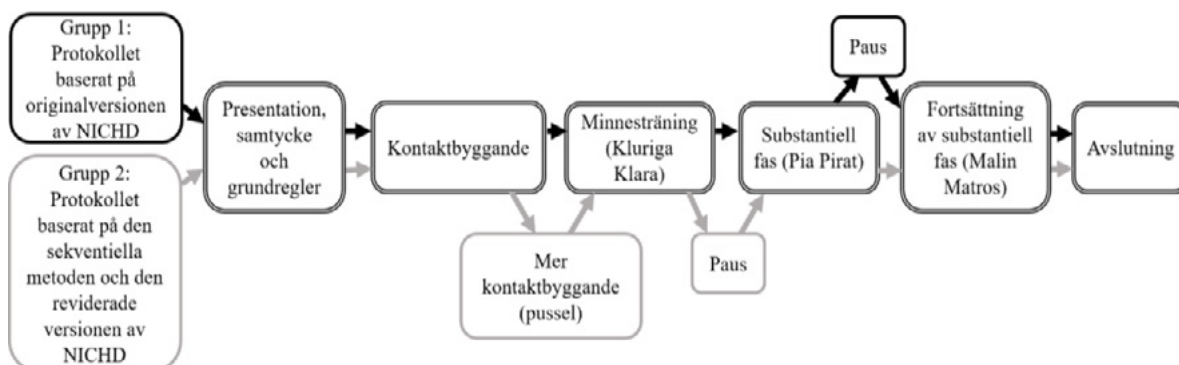 Grupp 1:
Protokollet
baserat på
originalversionen
av NICHD
Grupp 2:
Protokollet
baserat på den
sekventiella
metoden och den
reviderade
versionen av
NICHD
Presentation,
samtycke
och
grundregler
Kontaktbyggande
Mer
kontaktbyggande
(pussel)
Minnesträning
(Kluriga
Klara)
Paus
Substantiell
fas (Pia Pirat)
Paus
Fortsättning
av substantiell
fas (Malin
Matros)
Avslutning